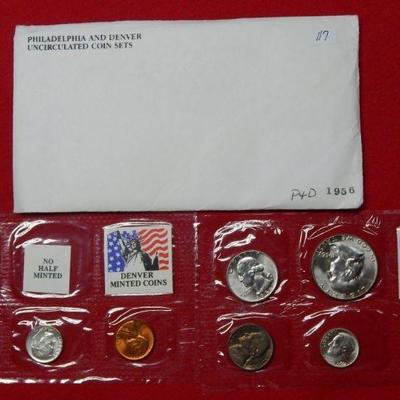 PHILADELPHIA AND DENVER
UNCIRCULATED COIN SETS
117
P&D 1956
NO
HALF
MINTED
DENVER
MINTED COINS